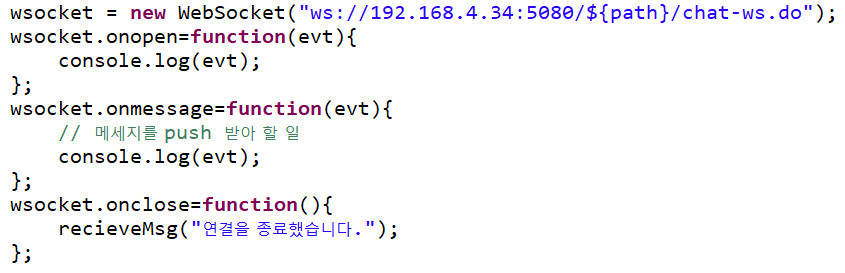 wsocket = new WebSocket("ws://192.168.4.34:5080/${path}/chat-ws.do");
wsocket.onopen=function(evt){
    console.log(evt);
};
wsocket.onmessage=function(evt){
    // 메세지를 push 받아 할 일
    console.log(evt);
};
wsocket.onclose=function(){
    recieveMsg("연결을 종료했습니다.");
};